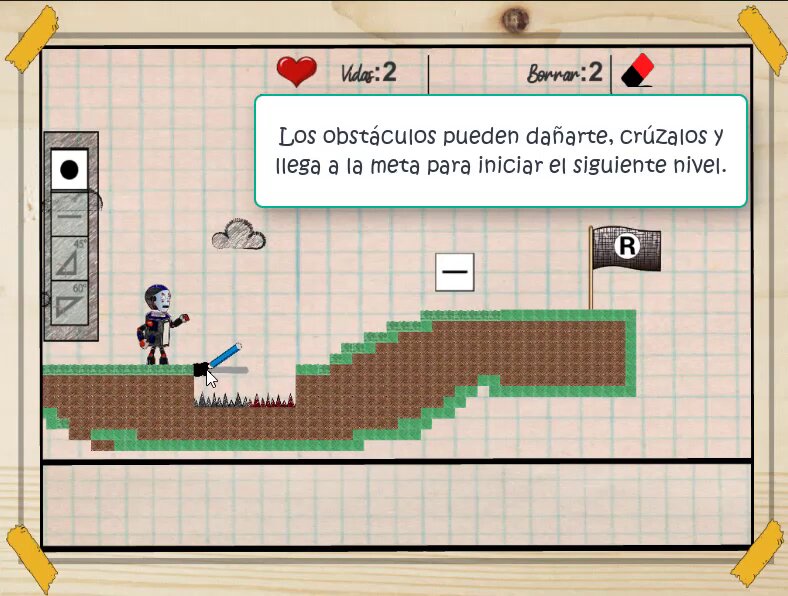 Vidas:2
Borrar:2
Los obstáculos pueden dañarte, crúzalos y
llega a la meta para iniciar el siguiente nivel.
R
45°
60°